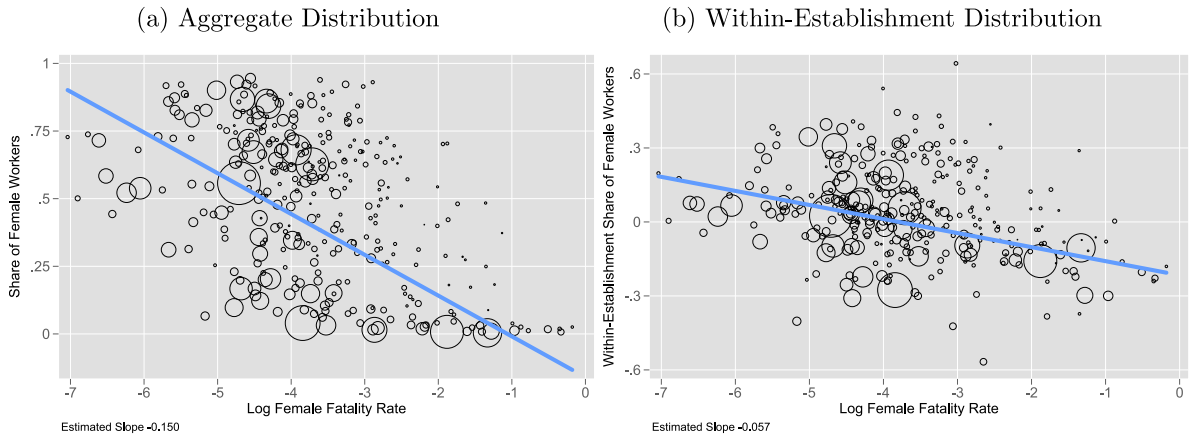 (a) Aggregate Distribution
Share of Female Workers
1
.75
.5
.25
0
-7 -6 -5 -4 -3 -2 -1 0
Log Female Fatality Rate
Estimated Slope -0.150
(b) Within-Establishment Distribution
Within-Establishment Share of Female Workers
.6
.3
0
-.3
-.6
-7 -6 -5 -4 -3 -2 -1 0
Log Female Fatality Rate
Estimated Slope -0.057